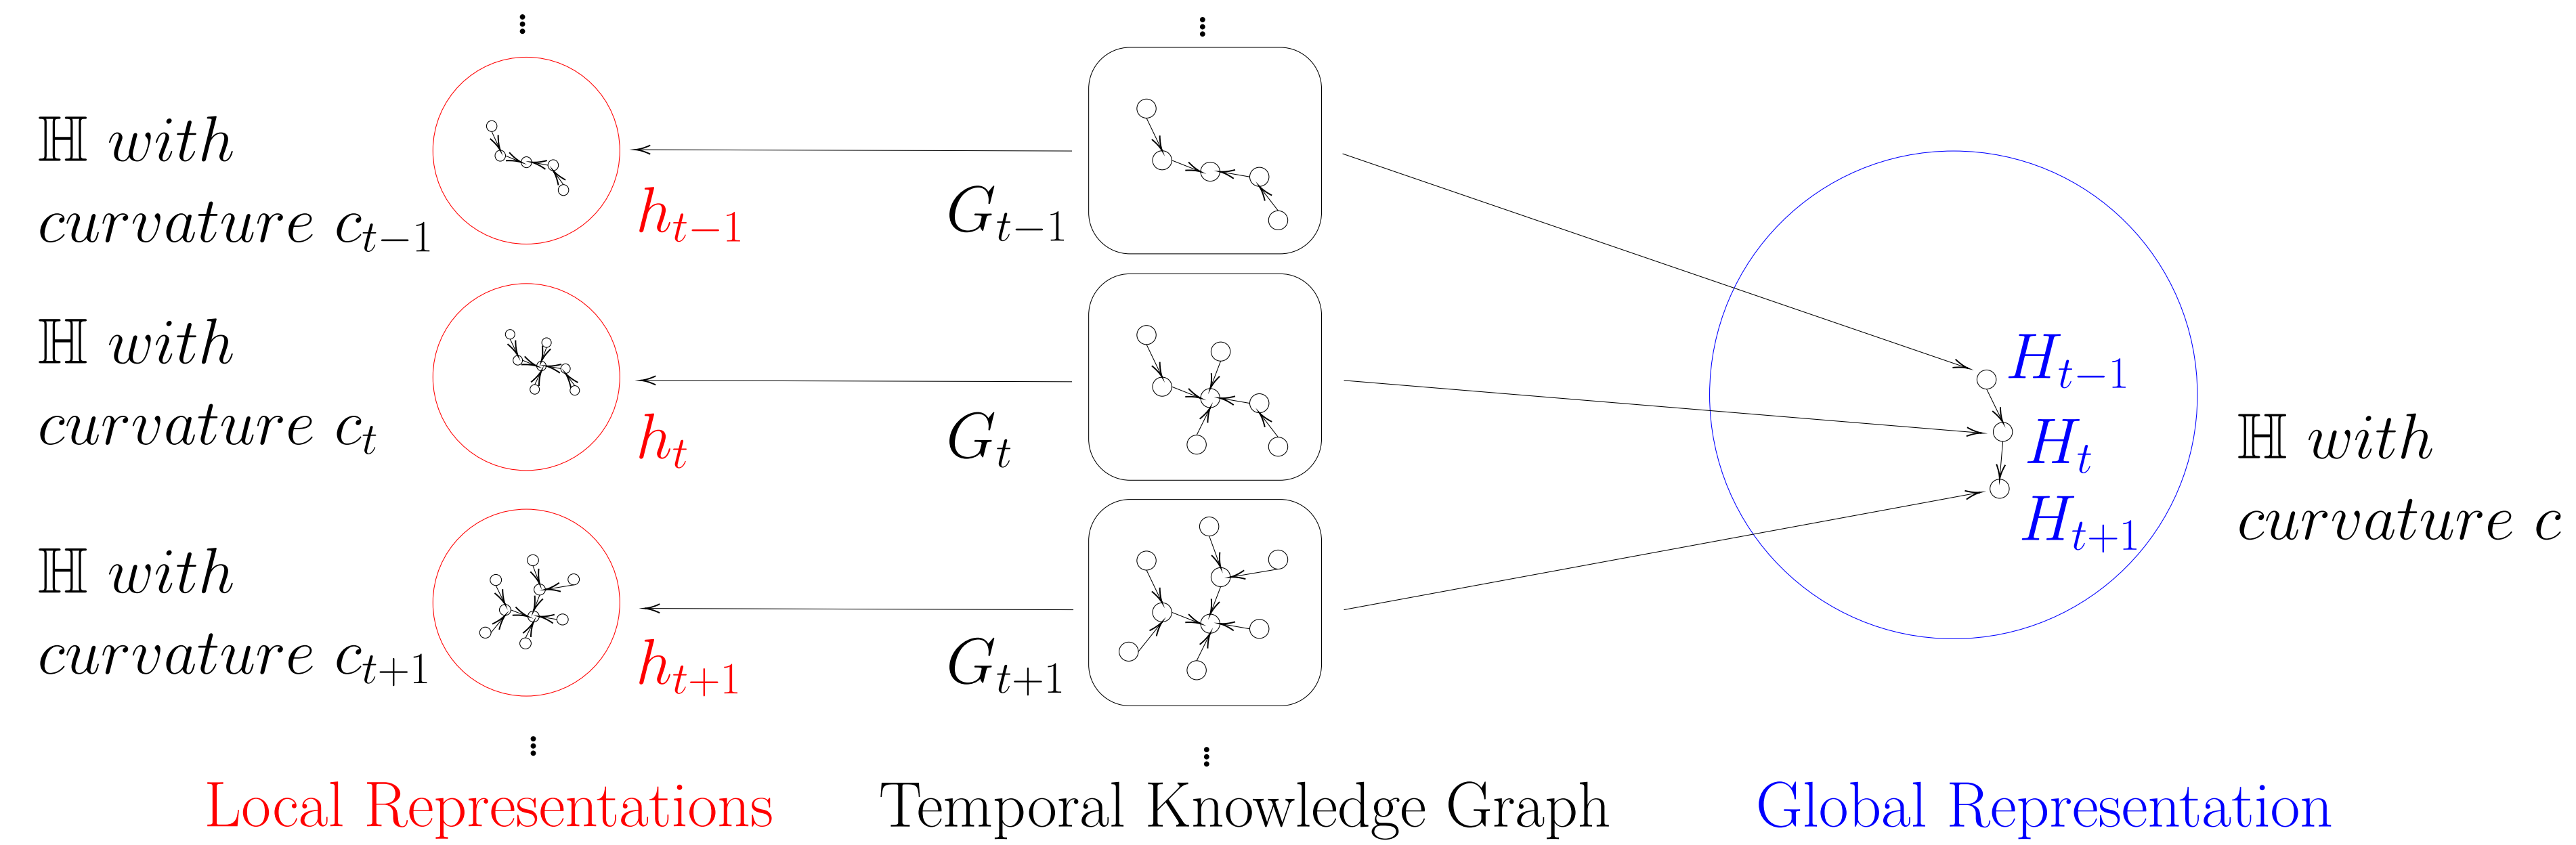 ℍ with
curvature c_{t−1}
h_{t−1}
G_{t−1}
ℍ with
curvature c_t
h_t
G_t
ℍ with
curvature c_{t+1}
h_{t+1}
G_{t+1}
H_{t−1}
H_t
H_{t+1}
ℍ with
curvature c
Local Representations
Temporal Knowledge Graph
Global Representation